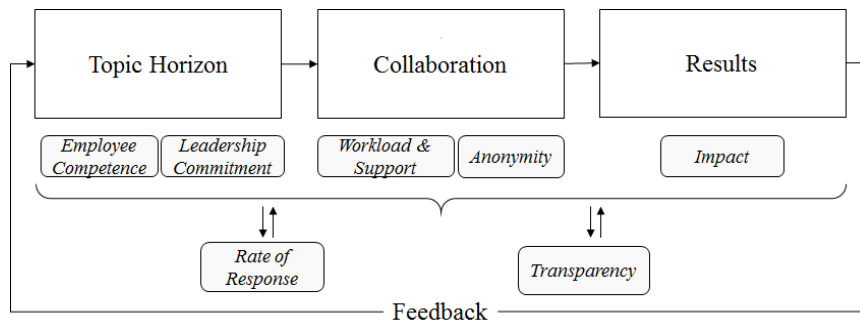 Topic Horizon
Collaboration
Results
Employee
Competence
Leadership
Commitment
Workload &
Support
Anonymity
Impact
Rate of
Response
Transparency
Feedback